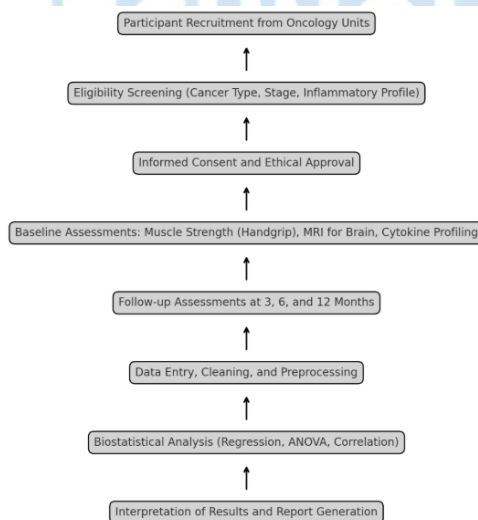 Participant Recruitment from Oncology Units
Eligibility Screening (Cancer Type, Stage, Inflammatory Profile)
Informed Consent and Ethical Approval
Baseline Assessments: Muscle Strength (Handgrip), MRI for Brain, Cytokine Profiling
Follow-up Assessments at 3, 6, and 12 Months
Data Entry, Cleaning, and Preprocessing
Biostatistical Analysis (Regression, ANOVA, Correlation)
Interpretation of Results and Report Generation